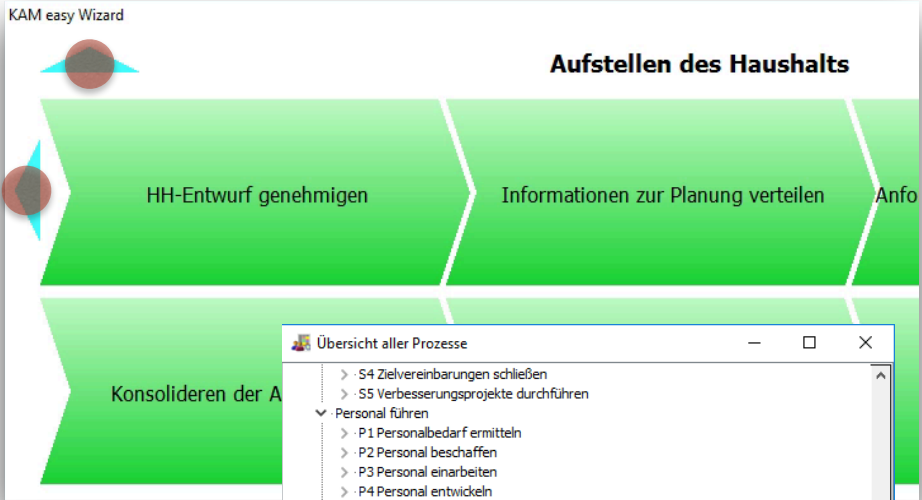 KAM easy Wizard
Aufstellen des Haushalts
HH-Entwurf genehmigen
Informationen zur Planung verteilen
Anfo
Konsolideren der A
Übersicht aller Prozesse
S4 Zielvereinbarungen schließen
S5 Verbesserungsprojekte durchführen
Personal führen
P1 Personalbedarf ermitteln
P2 Personal beschaffen
P3 Personal einarbeiten
P4 Personal entwickeln